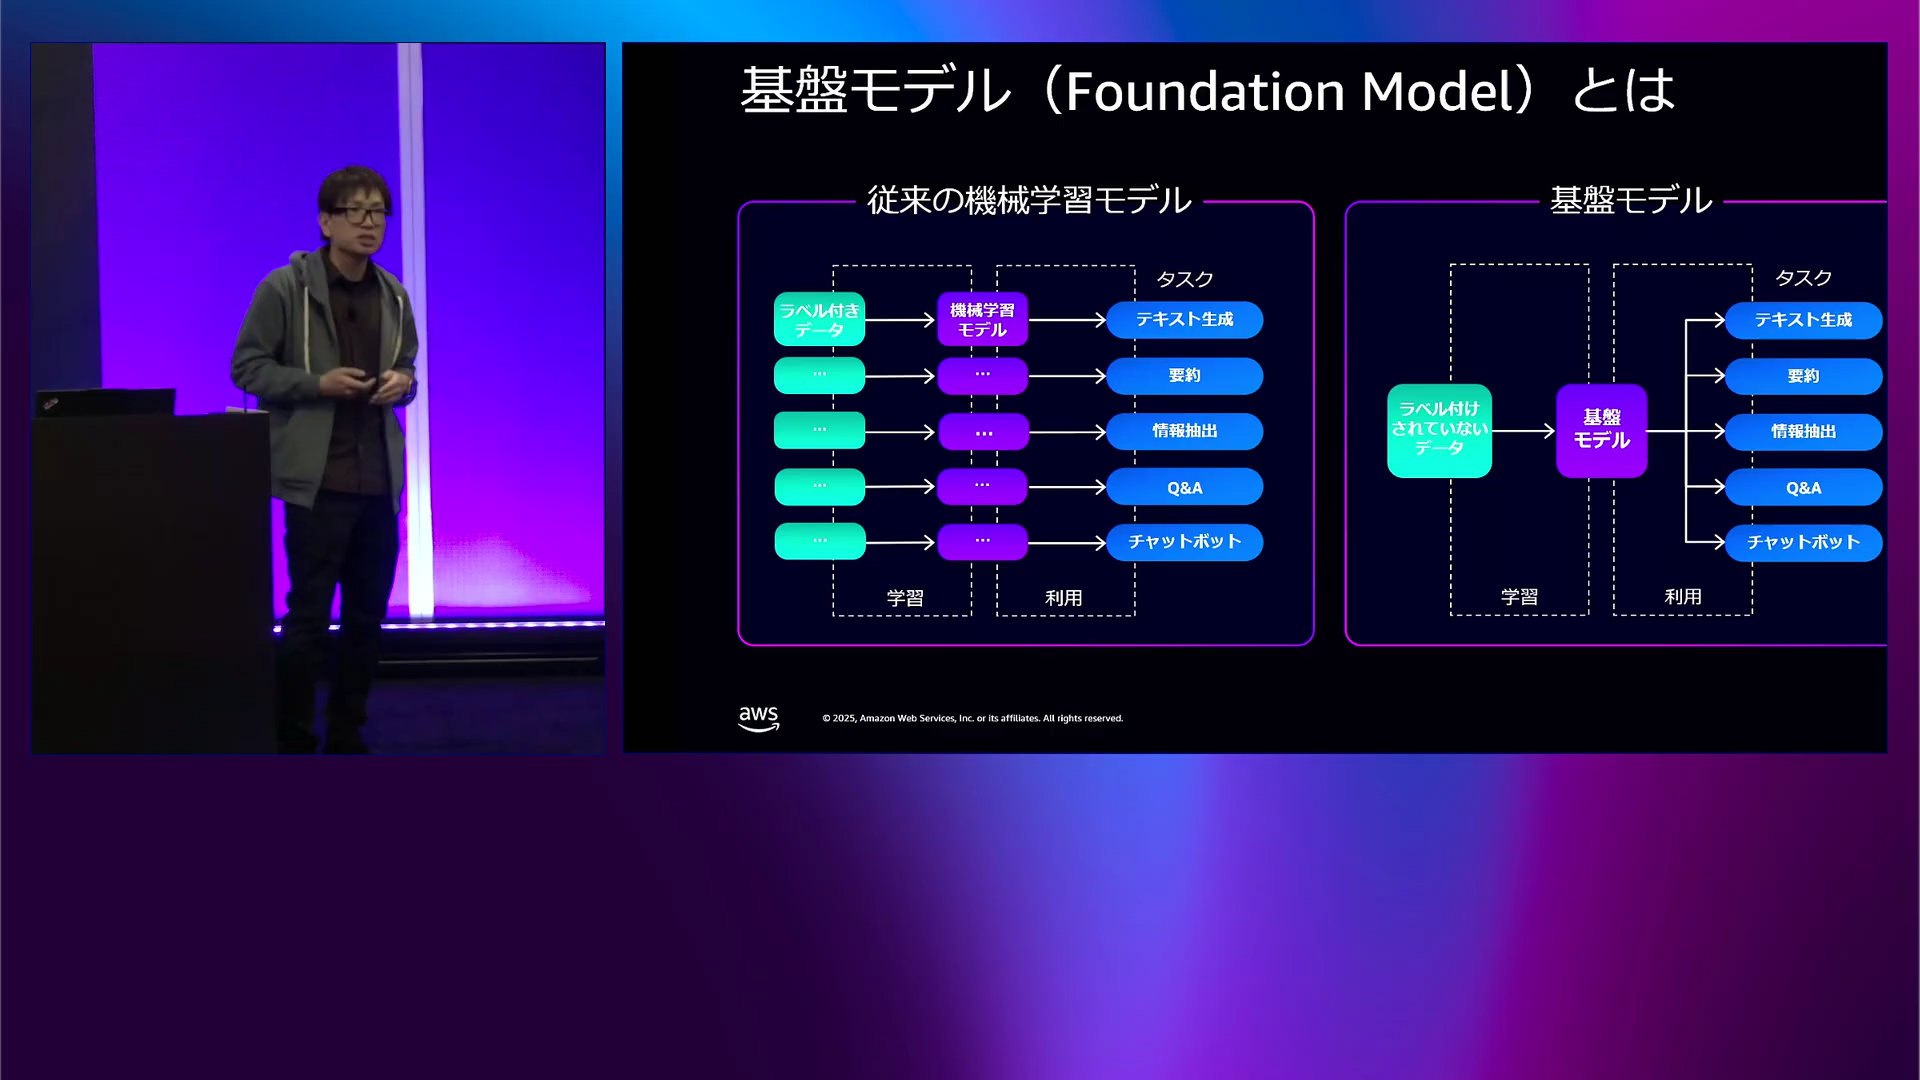 基盤モデル（Foundation Model）とは
従来の機械学習モデル
タスク
ラベル付き
データ
機械学習
モデル
テキスト生成
…
…
要約
…
…
情報抽出
…
…
Q&A
…
…
チャットボット
学習
利用
基盤モデル
タスク
ラベル付け
されていない
データ
基盤
モデル
テキスト生成
要約
情報抽出
Q&A
チャットボット
学習
利用
aws
© 2025, Amazon Web Services, Inc. or its affiliates. All rights reserved.